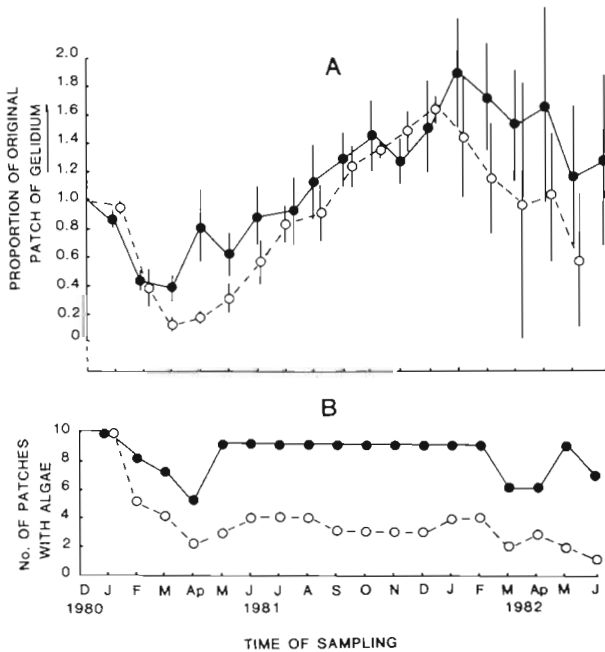 A
2.0
1.8
1.6
1.4
1.2
1.0
0.8
0.6
0.4
0.2
0
PROPORTION OF ORIGINAL
PATCH OF GELIDIUM
B
10
8
6
4
2
0
No. OF PATCHES
WITH ALGAE
D J F M Ap M J J A S O N D J F M Ap M J
1980 1981 1982
TIME OF SAMPLING